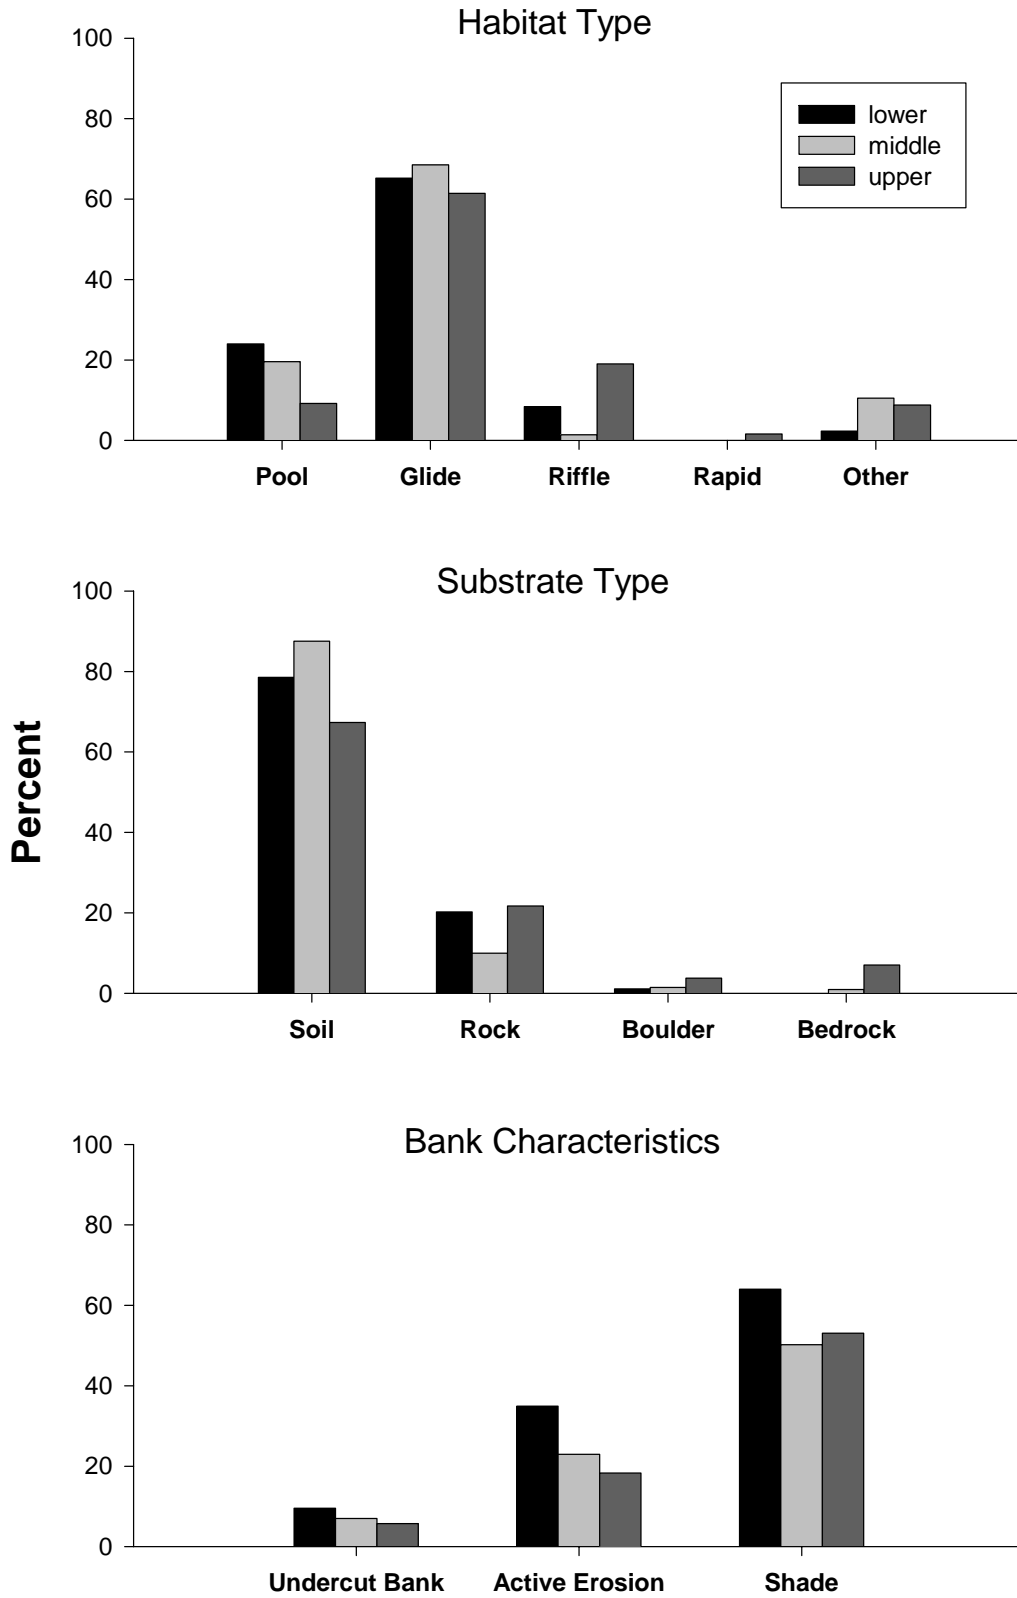 Habitat Type
100
80
60
40
20
0
lower
middle
upper
Pool Glide Riffle Rapid Other
Percent
Substrate Type
100
80
60
40
20
0
Soil Rock Boulder Bedrock
Bank Characteristics
100
80
60
40
20
0
Undercut Bank Active Erosion Shade